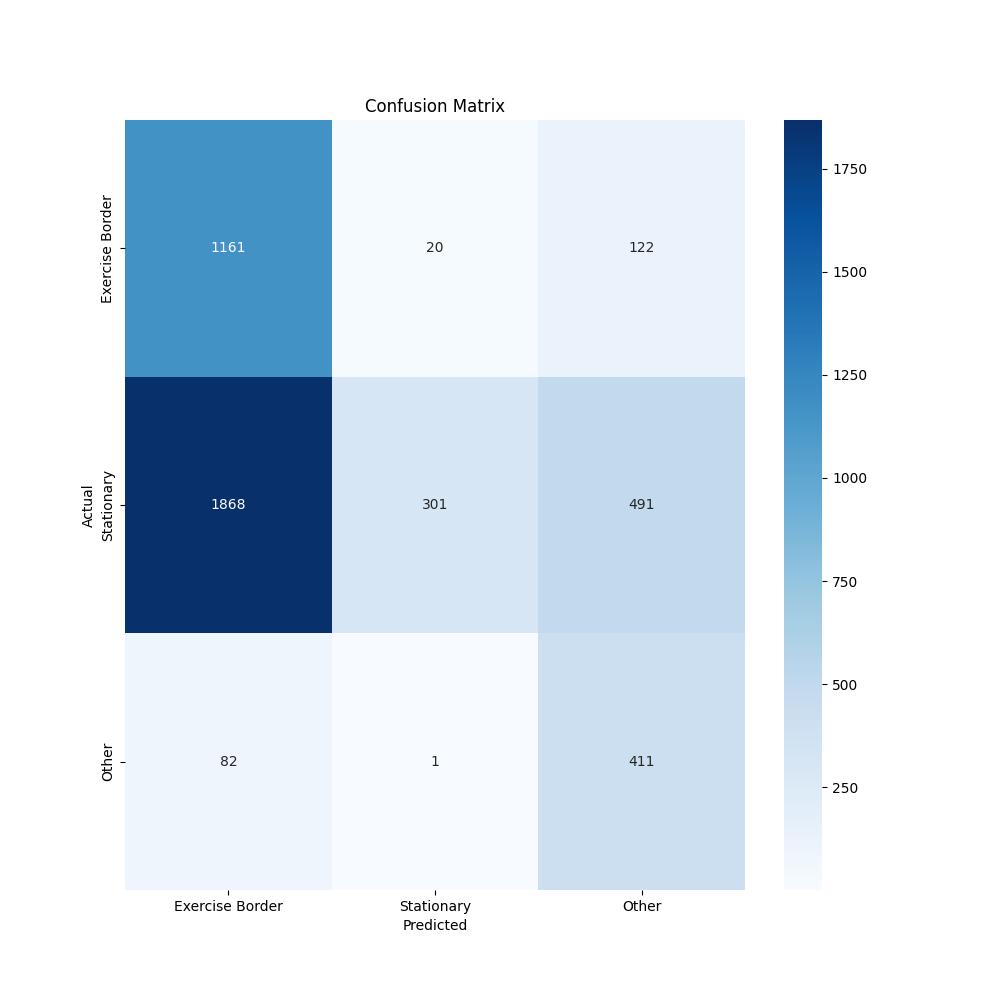 Confusion Matrix
Actual
Exercise Border
1161
20
122
Stationary
1868
301
491
Other
82
1
411
Exercise Border
Stationary
Other
Predicted
1750
1500
1250
1000
750
500
250